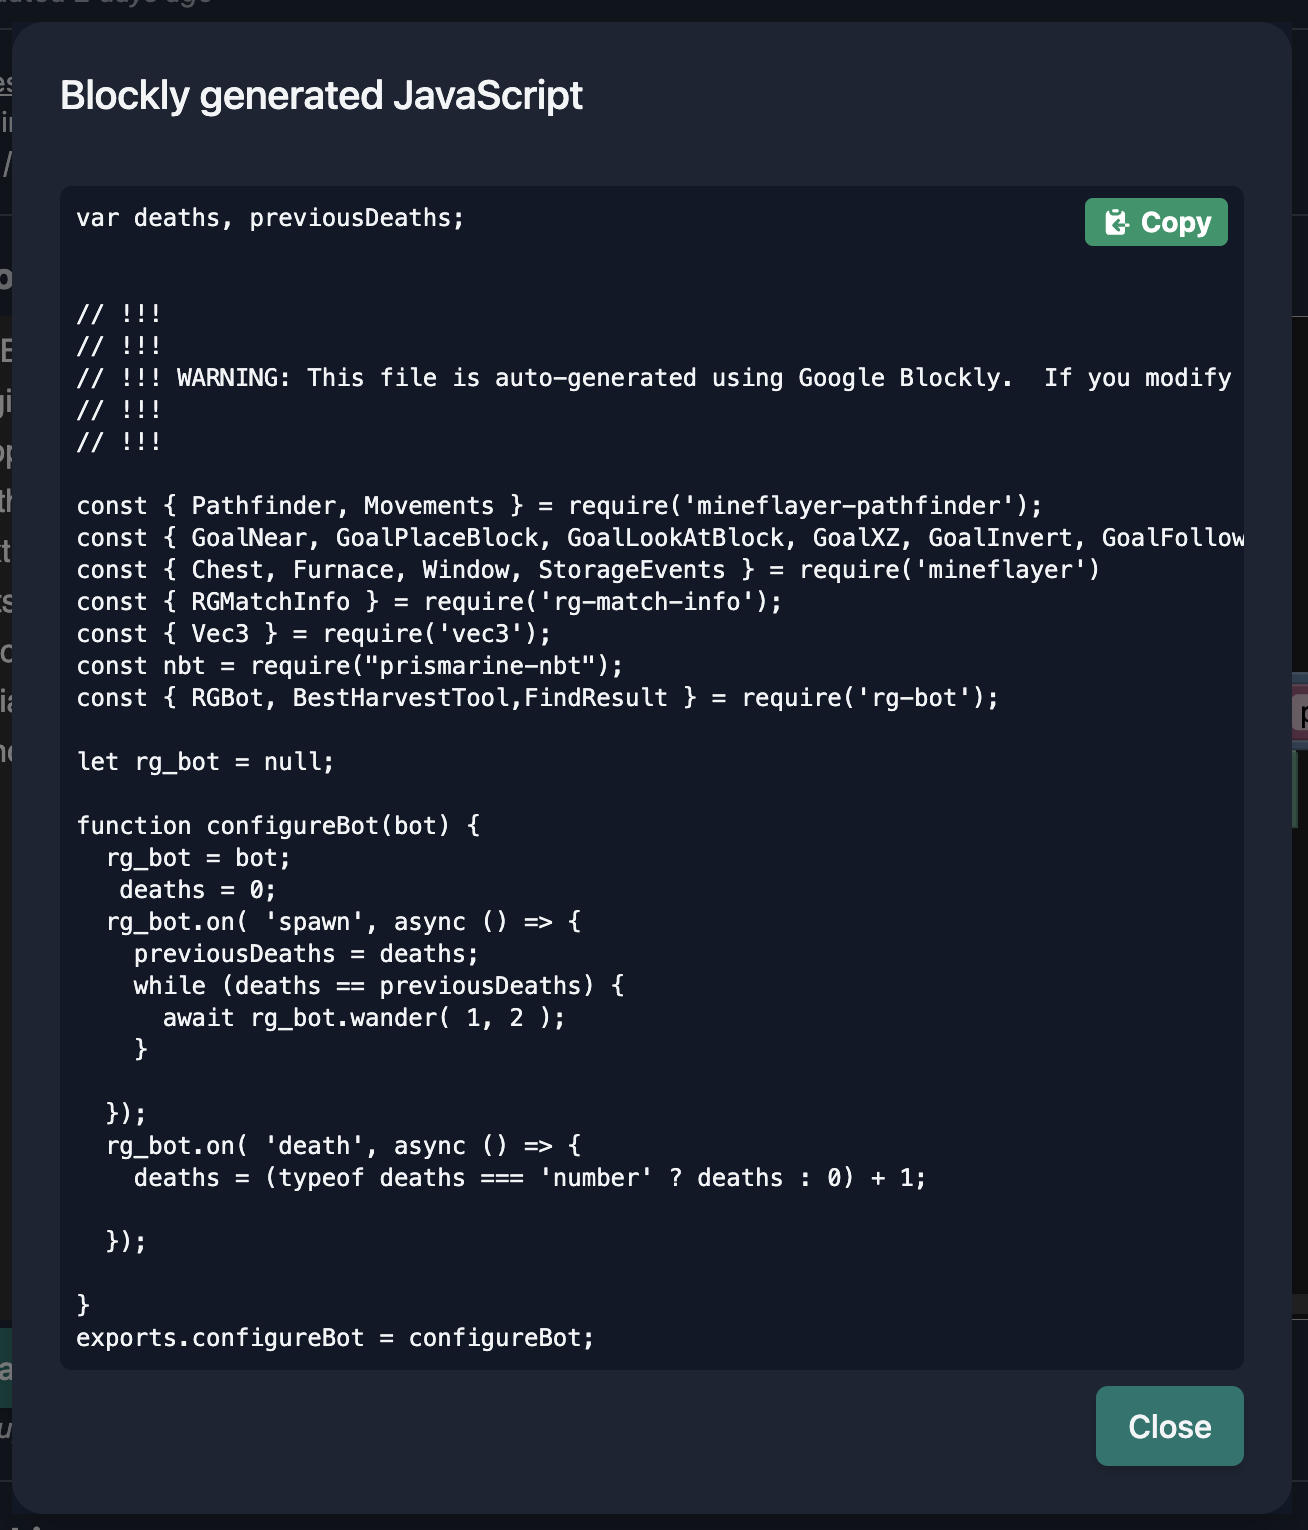 Blockly generated JavaScript
var deaths, previousDeaths;
Copy
// !!!
// !!!
// !!! WARNING: This file is auto-generated using Google Blockly.  If you modify
// !!!
// !!!
const { Pathfinder, Movements } = require('mineflayer-pathfinder');
const { GoalNear, GoalPlaceBlock, GoalLookAtBlock, GoalXZ, GoalInvert, GoalFollow
const { Chest, Furnace, Window, StorageEvents } = require('mineflayer')
const { RGMatchInfo } = require('rg-match-info');
const { Vec3 } = require('vec3');
const nbt = require("prismarine-nbt");
const { RGBot, BestHarvestTool,FindResult } = require('rg-bot');
let rg_bot = null;
function configureBot(bot) {
  rg_bot = bot;
   deaths = 0;
  rg_bot.on( 'spawn', async () => {
    previousDeaths = deaths;
    while (deaths == previousDeaths) {
      await rg_bot.wander( 1, 2 );
    }
  });
  rg_bot.on( 'death', async () => {
    deaths = (typeof deaths === 'number' ? deaths : 0) + 1;
  });
}
exports.configureBot = configureBot;
Close